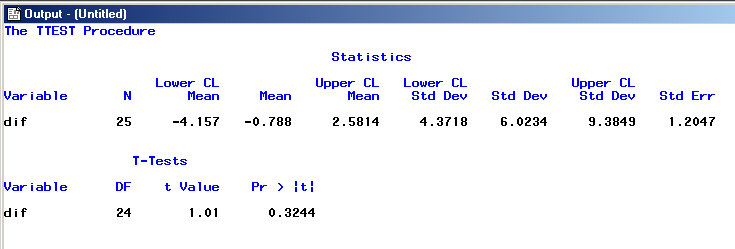 Output - (Untitled)
The TTEST Procedure
Statistics
Lower CL Upper CL Lower CL Upper CL
Variable N Mean Mean Mean Std Dev Std Dev Std Dev Std Err
dif 25 -4.157 -0.788 2.5814 4.3718 6.0234 9.3849 1.2047
T-Tests
Variable DF t Value Pr > |t|
dif 24 1.01 0.3244